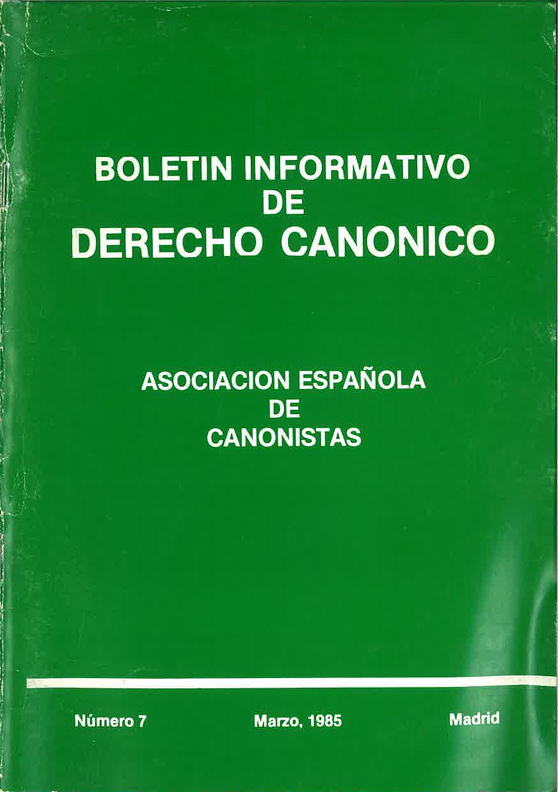 BOLETIN INFORMATIVO
DE
DERECHO CANONICO
ASOCIACION ESPAÑOLA
DE
CANONISTAS
Número 7 Marzo, 1985 Madrid